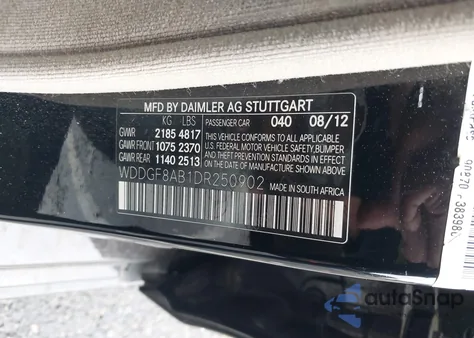 MFD BY DAIMLER AG STUTTGART
KG LBS PASSENGER CAR 040 08/12
GVWR 2185 4817 THIS VEHICLE CONFORMS TO ALL APPLICABLE
GAWR FRONT 1075 2370 U.S. FEDERAL MOTOR VEHICLE SAFETY, BUMPER
GAWR REAR 1140 2513 AND THEFT PREVENTION STANDARDS IN EFFECT
ON THE DATE OF MANUFACTURE SHOWN ABOVE.
WDDGF8AB1DR250902 MADE IN SOUTH AFRICA
autoSnap